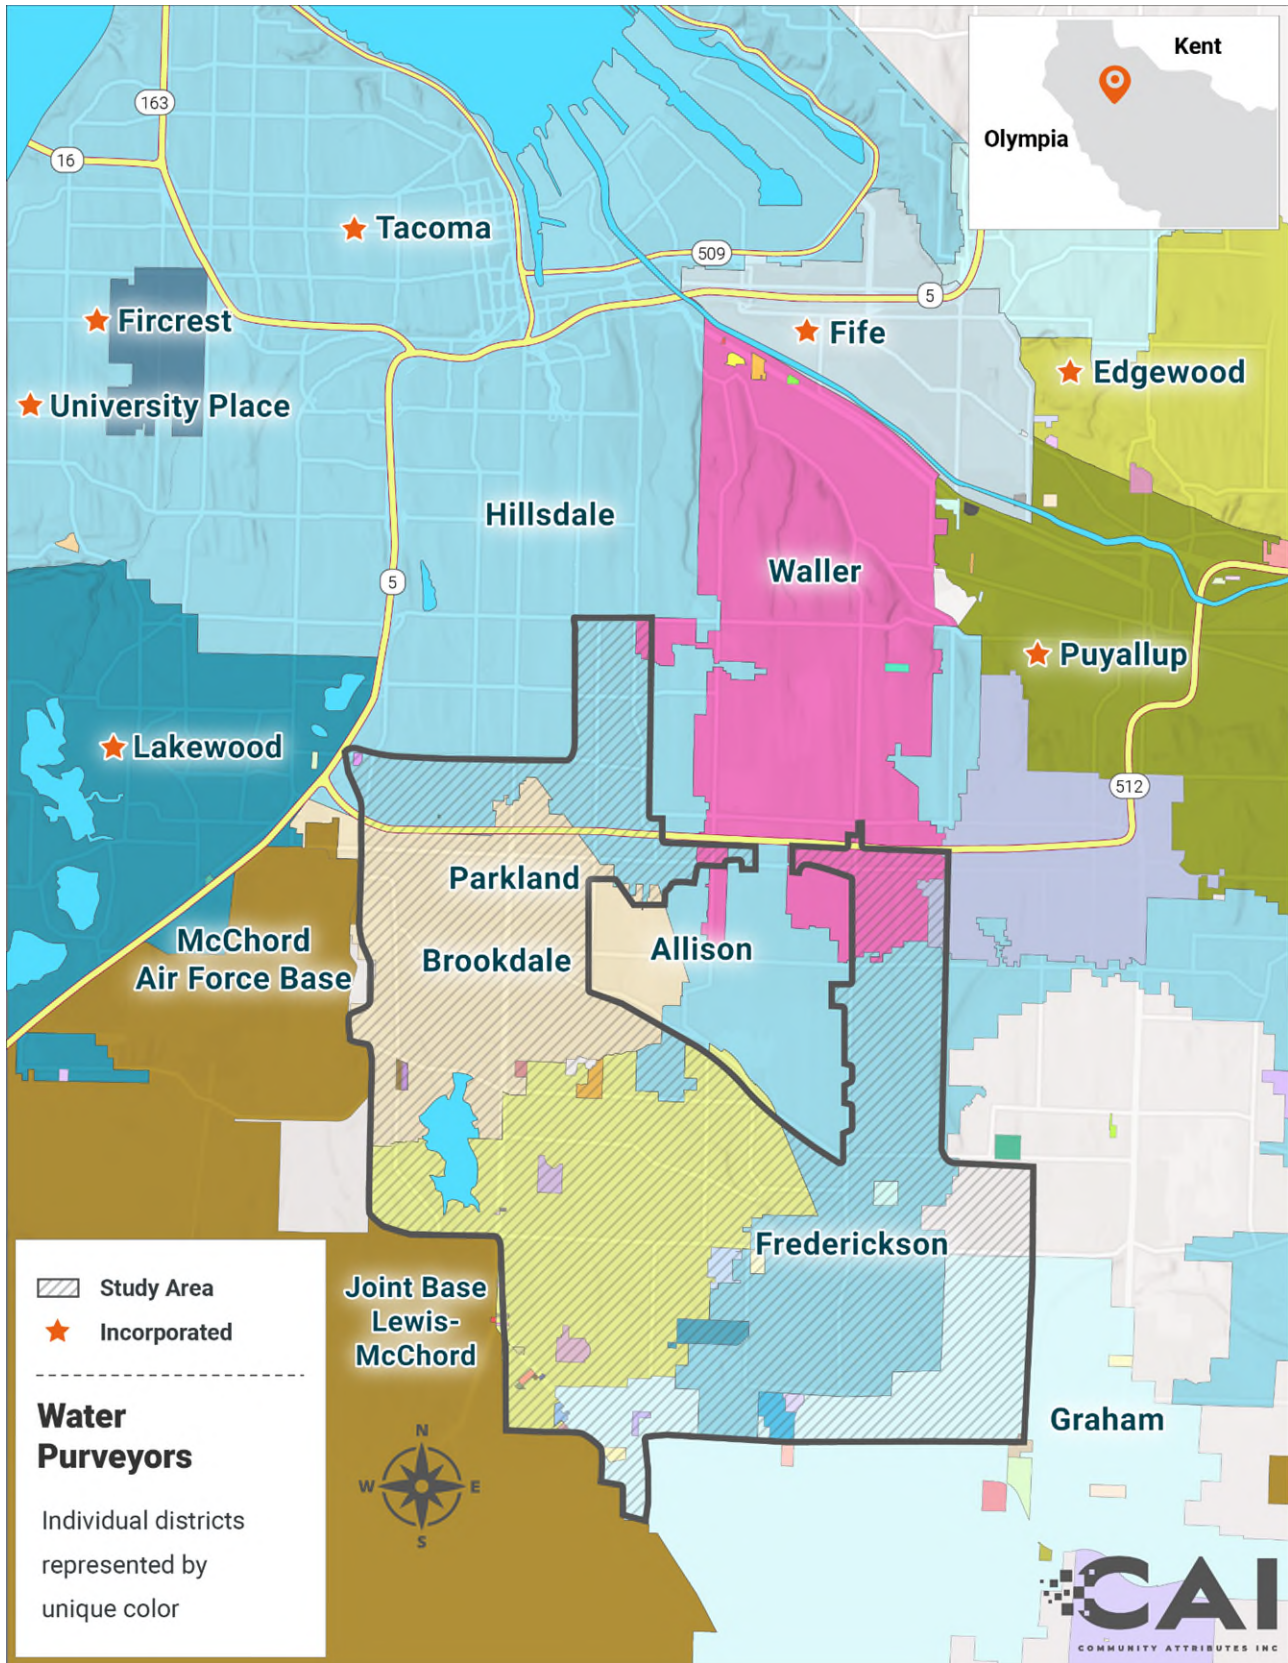 Kent
Olympia
163
16
Tacoma
509
5
Fircrest
Fife
Edgewood
University Place
Hillsdale
Waller
5
Puyallup
Lakewood
512
Parkland
McChord
Air Force Base
Brookdale
Allison
Frederickson
Joint Base
Lewis-
McChord
Graham
Study Area
Incorporated
Water
Purveyors
Individual districts
represented by
unique color
N
W
E
S
CAI
COMMUNITY ATTRIBUTES INC